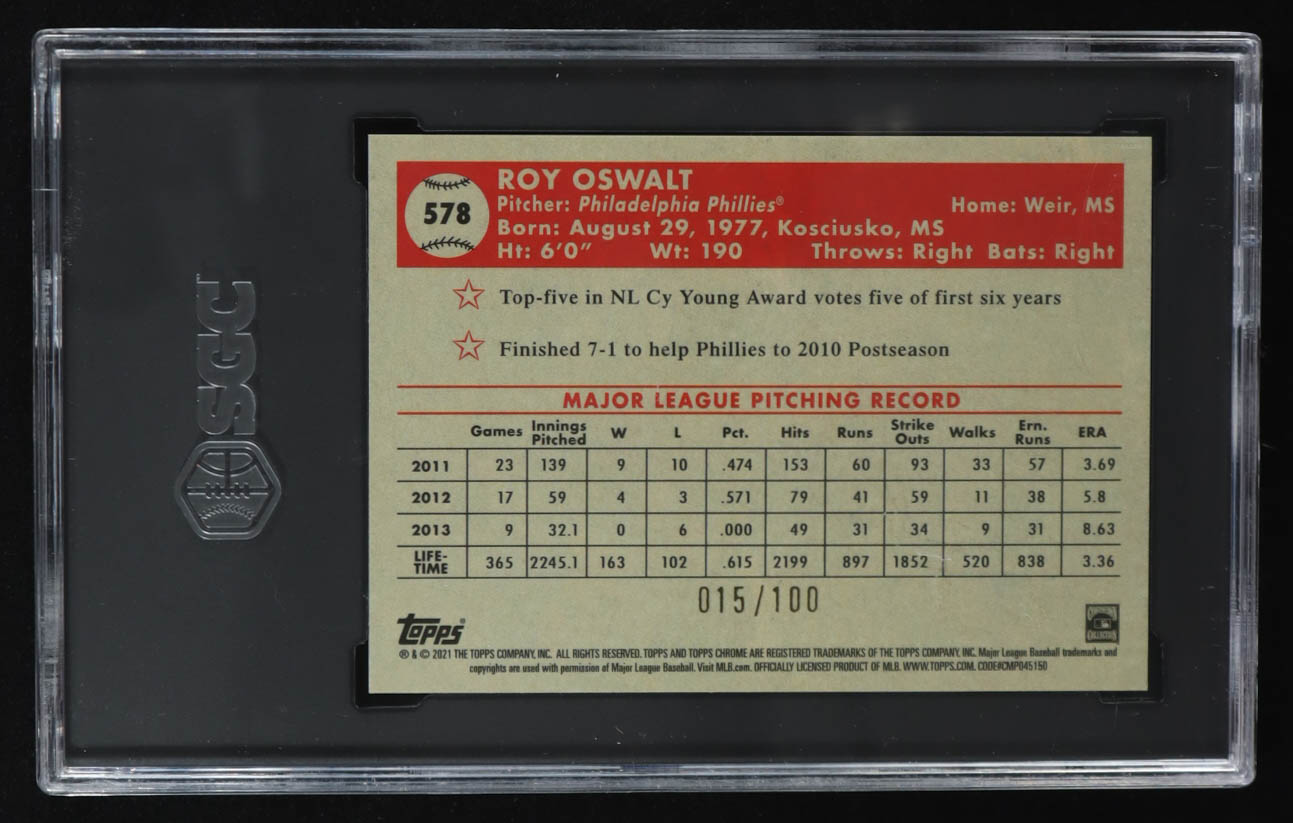 SGC
578
ROY OSWALT
Pitcher: Philadelphia Phillies® Home: Weir, MS
Born: August 29, 1977, Kosciusko, MS
Ht: 6'0" Wt: 190 Throws: Right Bats: Right
Top-five in NL Cy Young Award votes five of first six years
Finished 7-1 to help Phillies to 2010 Postseason
MAJOR LEAGUE PITCHING RECORD
Games Innings Pitched W L Pct. Hits Runs Strike Outs Walks Ern. Runs ERA
2011 23 139 9 10 .474 153 60 93 33 57 3.69
2012 17 59 4 3 .571 79 41 59 11 38 5.8
2013 9 32.1 0 6 .000 49 31 34 9 31 8.63
LIFE-TIME 365 2245.1 163 102 .615 2199 897 1852 520 838 3.36
015/100
Topps®
® & © 2021 THE TOPPS COMPANY, INC. ALL RIGHTS RESERVED. TOPPS AND TOPPS CHROME ARE REGISTERED TRADEMARKS OF THE TOPPS COMPANY, INC. Major League Baseball trademarks and
copyrights are used with permission of Major League Baseball. Visit MLB.com. OFFICIALLY LICENSED PRODUCT OF MLB. WWW.TOPPS.COM. CODE#CMP045150